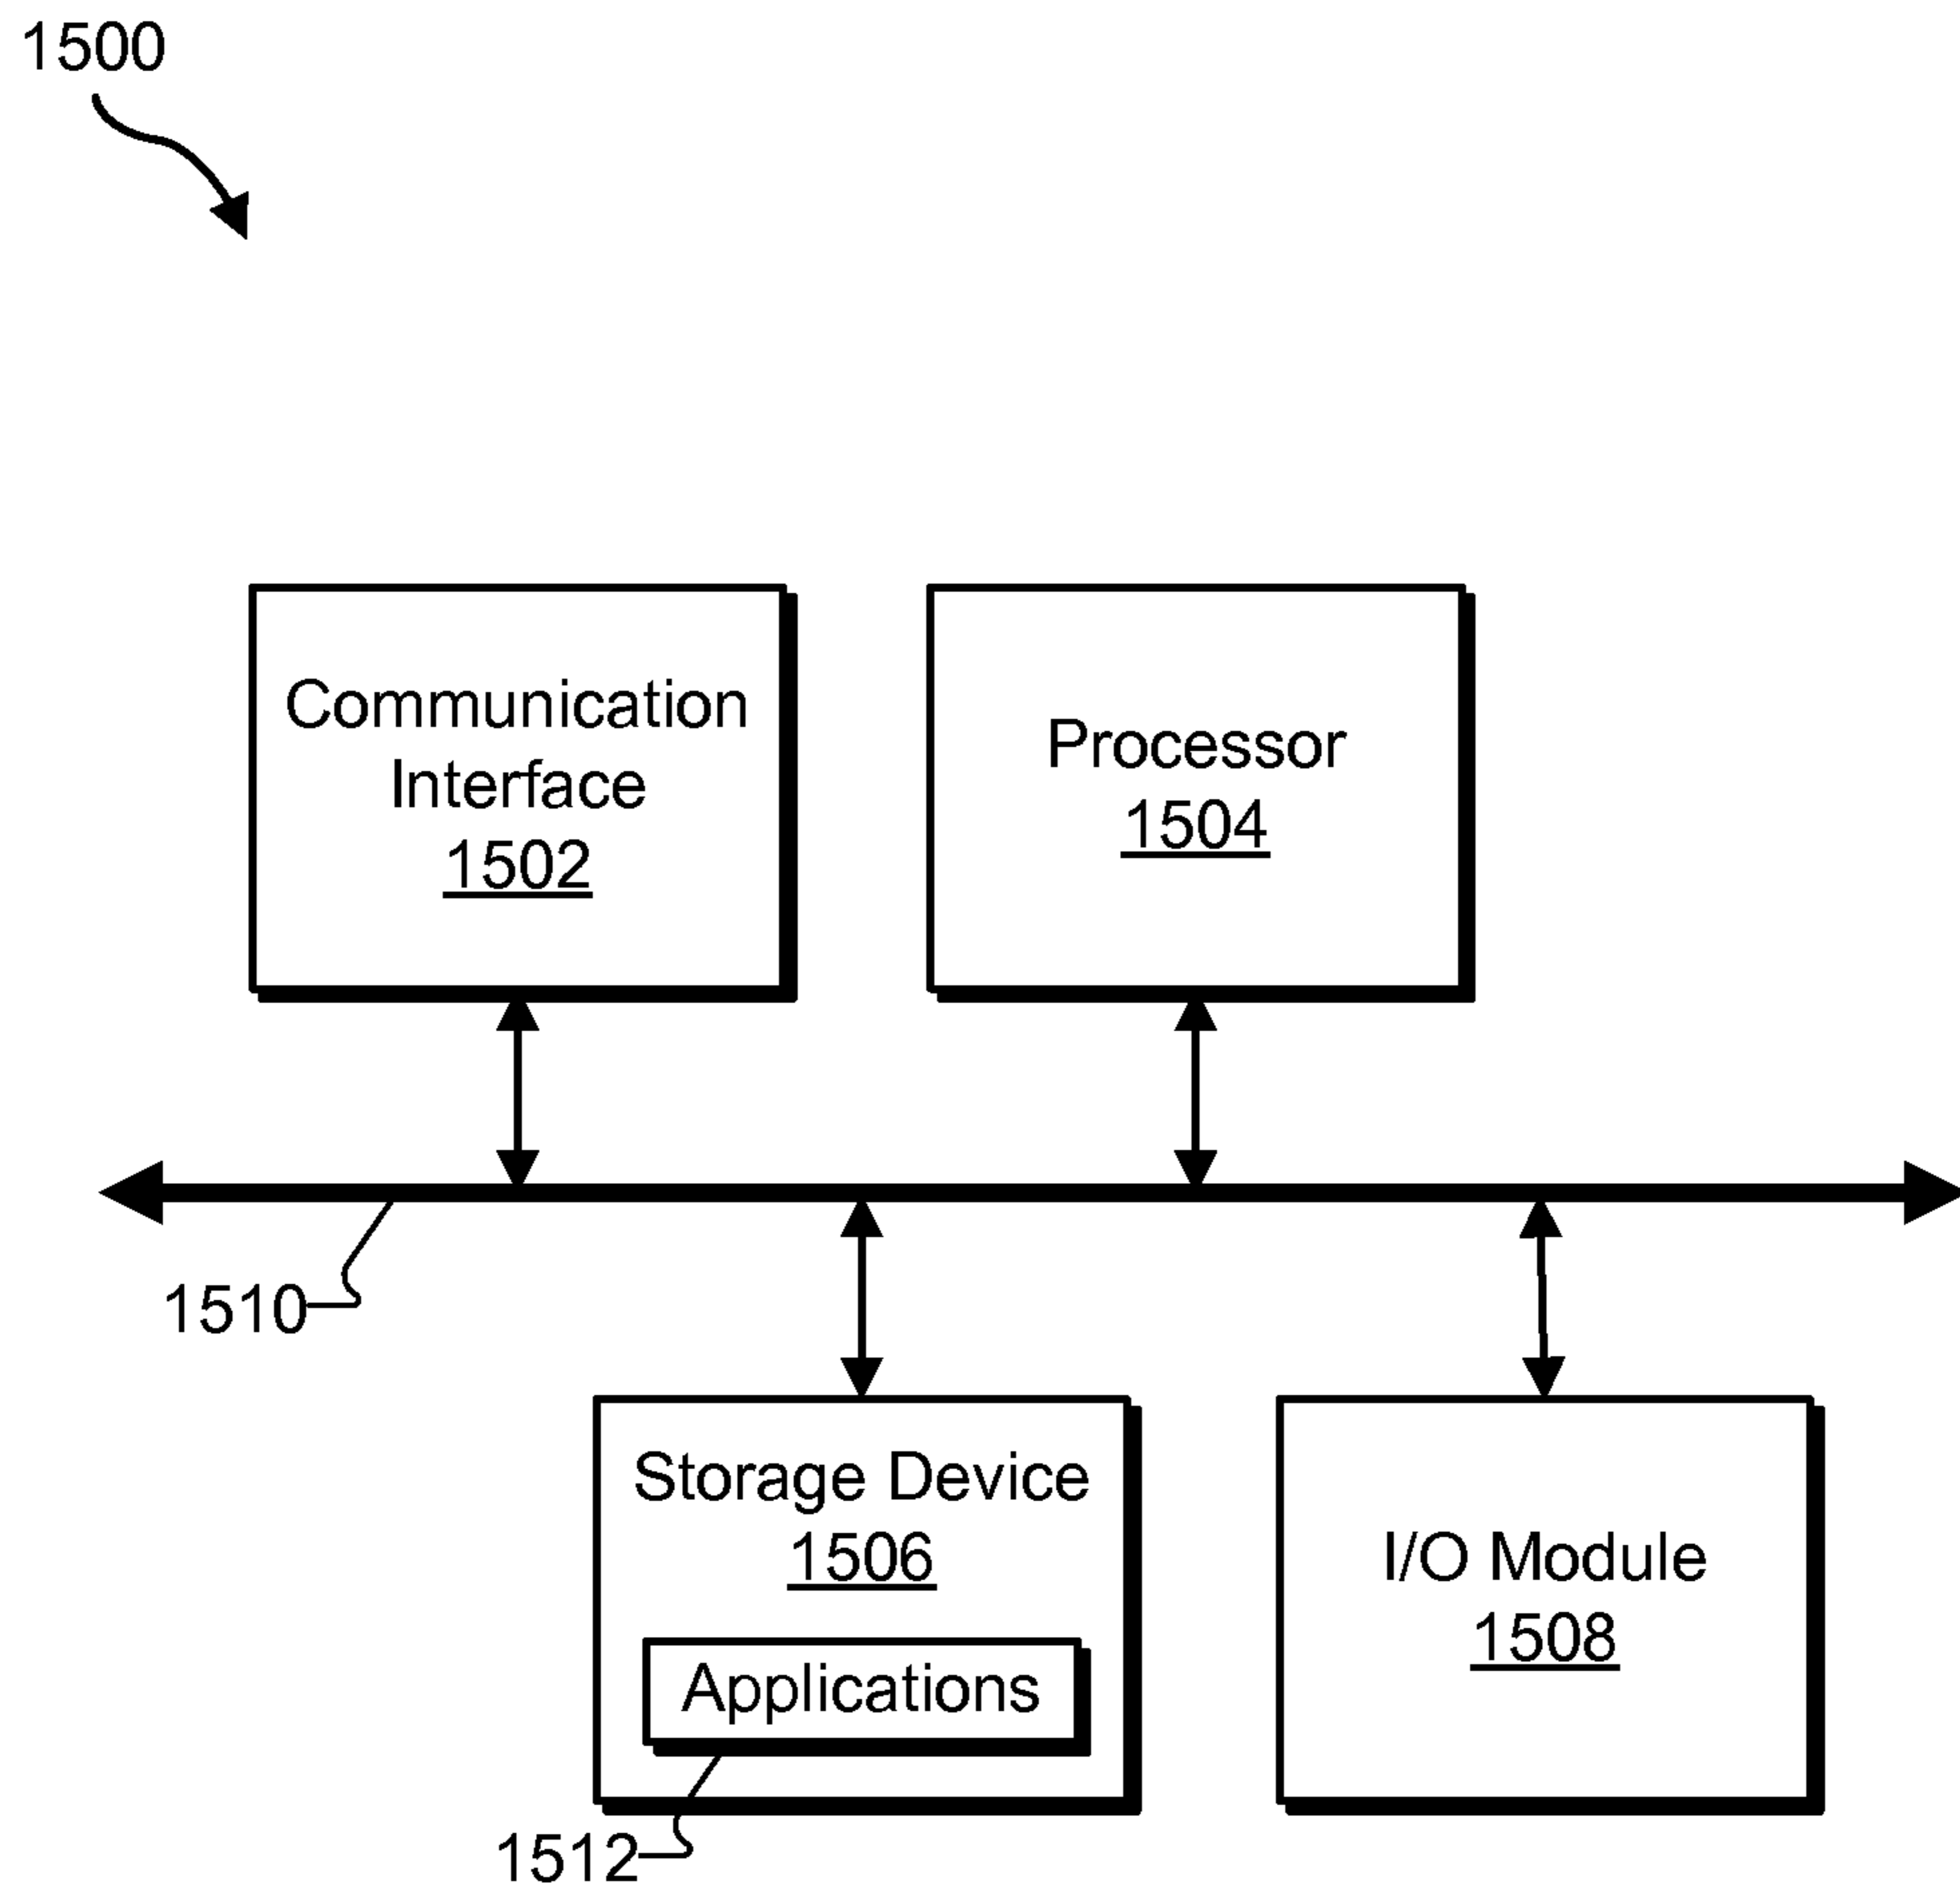 1500
Communication
Interface
1502
Processor
1504
1510
Storage Device
1506
Applications
1512
I/O Module
1508